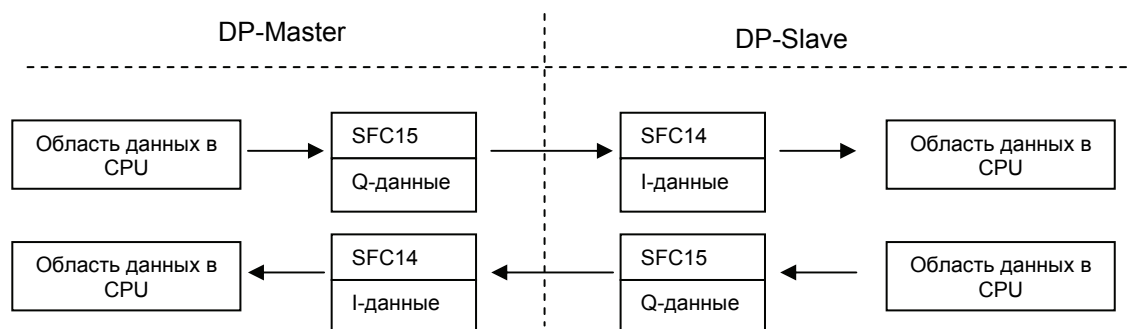 DP-Master
DP-Slave
Область данных в
CPU
SFC15
Q-данные
SFC14
I-данные
Область данных в
CPU
Область данных в
CPU
SFC14
I-данные
SFC15
Q-данные
Область данных в
CPU